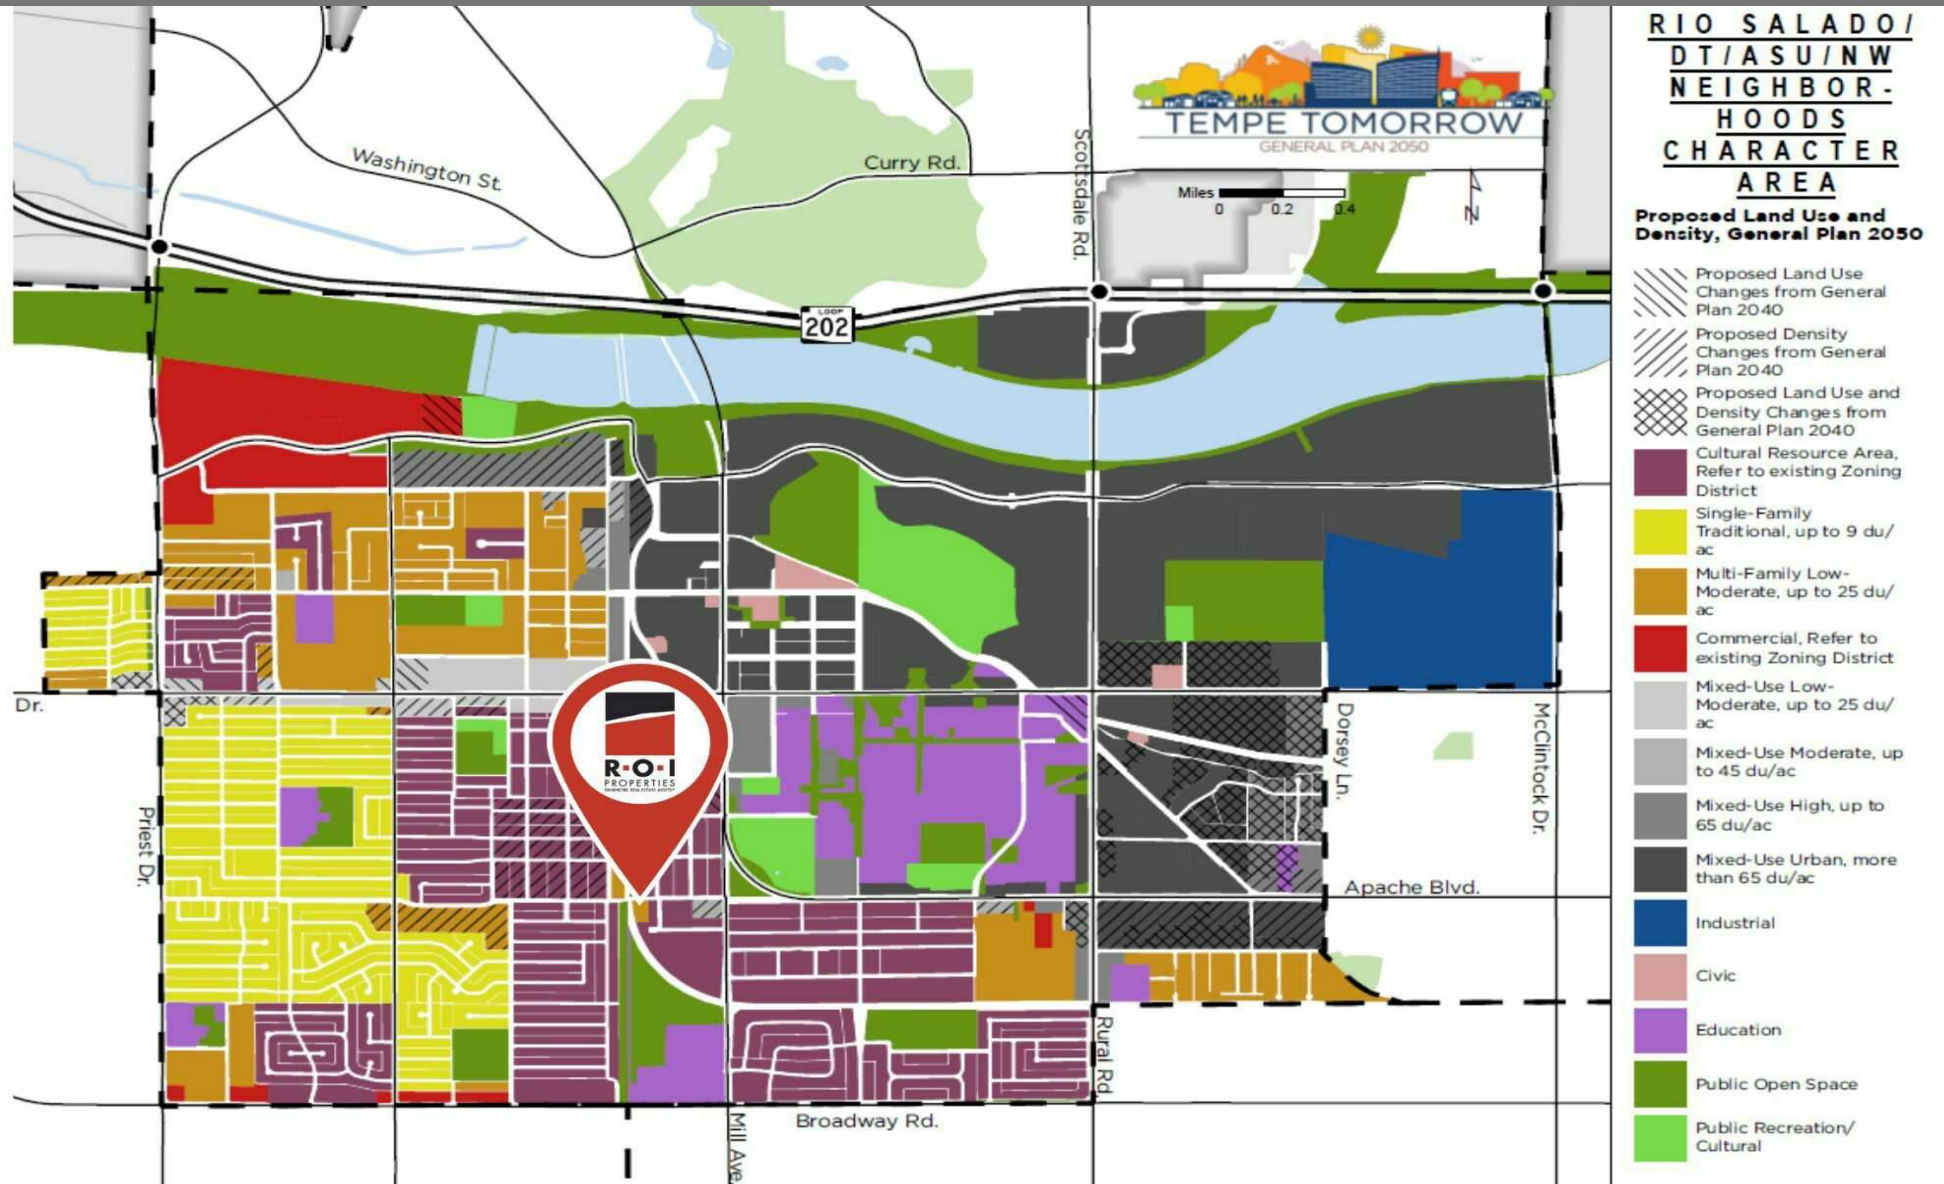 RIO SALADO/
DT/ASU/NW
NEIGHBOR-
HOODS
CHARACTER
AREA
Proposed Land Use and
Density, General Plan 2050
Proposed Land Use
Changes from General
Plan 2040
Proposed Density
Changes from General
Plan 2040
Proposed Land Use and
Density Changes from
General Plan 2040
Cultural Resource Area,
Refer to existing Zoning
District
Single-Family
Traditional, up to 9 du/
ac
Multi-Family Low-
Moderate, up to 25 du/
ac
Commercial, Refer to
existing Zoning District
Mixed-Use Low-
Moderate, up to 25 du/
ac
Mixed-Use Moderate, up
to 45 du/ac
Mixed-Use High, up to
65 du/ac
Mixed-Use Urban, more
than 65 du/ac
Industrial
Civic
Education
Public Open Space
Public Recreation/
Cultural
TEMPE TOMORROW
GENERAL PLAN 2050
Miles
0 0.2 0.4
N
Washington St.
Curry Rd.
Scottsdale Rd.
LOOP
202
Dr.
Priest Dr.
R·O·I
PROPERTIES
Dorsey Ln.
McClintock Dr.
Apache Blvd.
Rural Rd.
Broadway Rd.
Mill Ave.